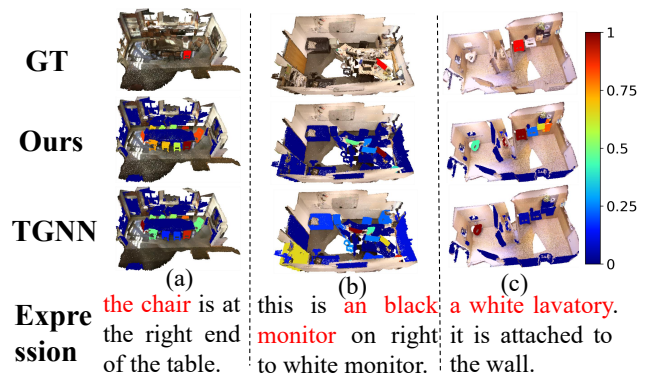 GT
Ours
TGNN
1
0.75
0.5
0.25
0
(a)
(b)
(c)
Expre
ssion
the chair is at
the right end
of the table.
this is an black
monitor on right
to white monitor.
a white lavatory.
it is attached to
the wall.